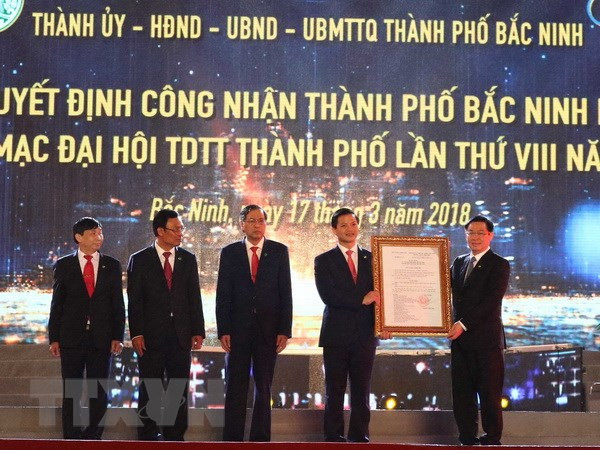 THÀNH ỦY - HĐND - UBND - UBMTTQ THÀNH PHỐ BẮC NINH
UYẾT ĐỊNH CÔNG NHẬN THÀNH PHỐ BẮC NINH
MẠC ĐẠI HỘI TDTT THÀNH PHỐ LẦN THỨ VIII NĂ
Bắc Ninh, ngày 17 tháng 3 năm 2018
TTXVN